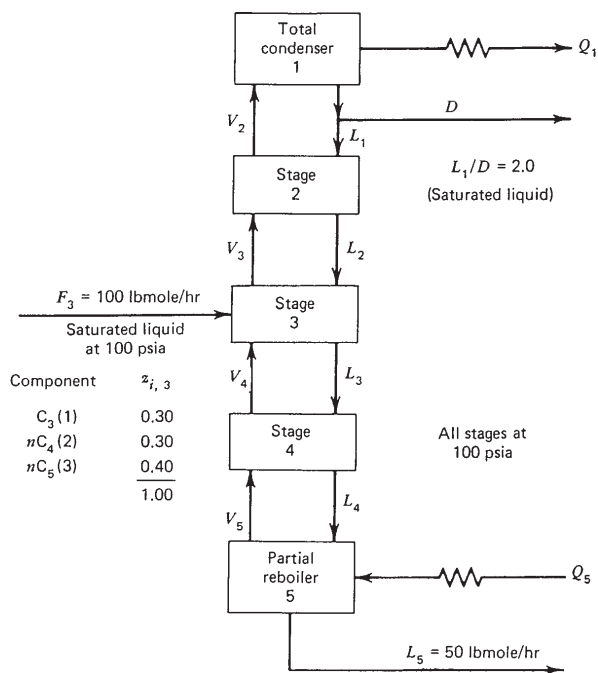 Total
condenser
1
Q₁
D
V₂
L₁
L₁/D = 2.0
(Saturated liquid)
Stage
2
V₃
L₂
F₃ = 100 lbmole/hr
Saturated liquid
at 100 psia
Stage
3
Component zᵢ, ₃
C₃ (1) 0.30
nC₄ (2) 0.30
nC₅ (3) 0.40
1.00
V₄
L₃
Stage
4
All stages at
100 psia
V₅
L₄
Partial
reboiler
5
Q₅
L₅ = 50 lbmole/hr